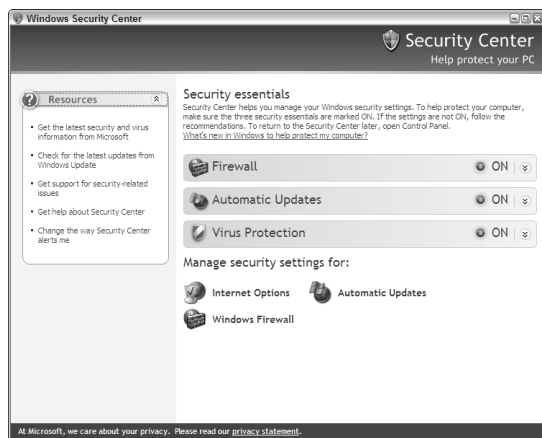 Windows Security Center
Security Center
Help protect your PC
Resources
• Get the latest security and virus
information from Microsoft
• Check for the latest updates from
Windows Update
• Get support for security-related
issues
• Get help about Security Center
• Change the way Security Center
alerts me
Security essentials
Security Center helps you manage your Windows security settings. To help protect your computer,
make sure the three security essentials are marked ON. If the settings are not ON, follow the
recommendations. To return to the Security Center later, open Control Panel.
What's new in Windows to help protect my computer?
Firewall ON
Automatic Updates ON
Virus Protection ON
Manage security settings for:
Internet Options Automatic Updates
Windows Firewall
At Microsoft, we care about your privacy. Please read our privacy statement.